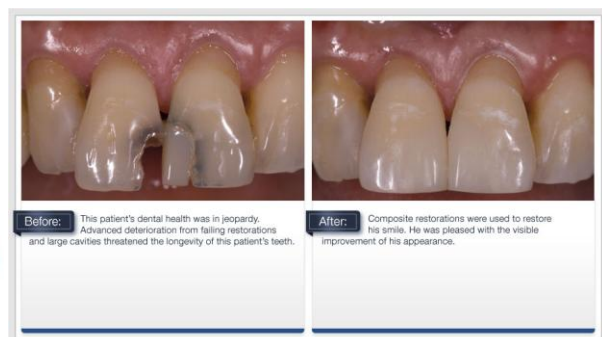 Before:
This patient's dental health was in jeopardy.
Advanced deterioration from failing restorations
and large cavities threatened the longevity of this patient's teeth.
After:
Composite restorations were used to restore
his smile. He was pleased with the visible
improvement of his appearance.